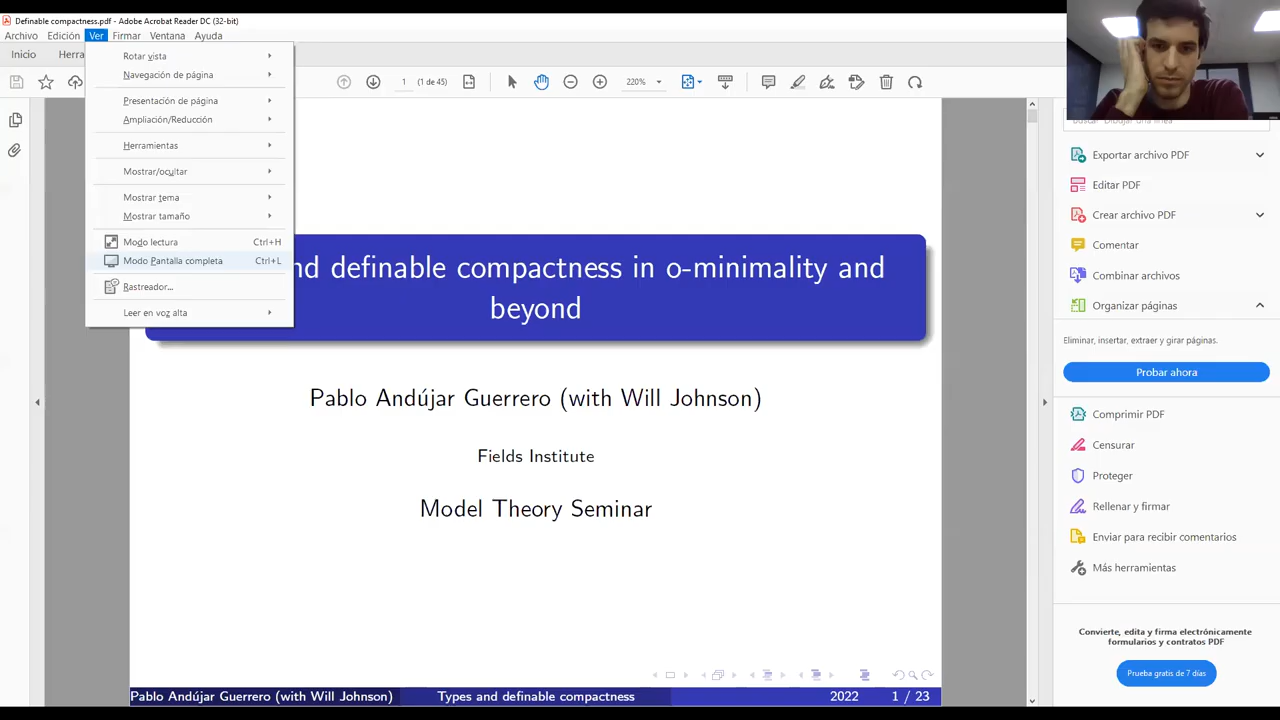 Definable compactness.pdf - Adobe Acrobat Reader DC (32-bit)
Archivo Edición Ver Firmar Ventana Ayuda
Inicio Herra
Rotar vista
Navegación de página
Presentación de página
Ampliación/Reducción
Herramientas
Mostrar/ocultar
Mostrar tema
Mostrar tamaño
Modo lectura Ctrl+H
Modo Pantalla completa Ctrl+L
Rastreador...
Leer en voz alta
1 (1 de 45) 220%
nd definable compactness in o-minimality and
beyond
Pablo Andújar Guerrero (with Will Johnson)
Fields Institute
Model Theory Seminar
Pablo Andújar Guerrero (with Will Johnson) Types and definable compactness 2022 1 / 23
Exportar archivo PDF
Editar PDF
Crear archivo PDF
Comentar
Combinar archivos
Organizar páginas
Eliminar, insertar, extraer y girar páginas.
Probar ahora
Comprimir PDF
Censurar
Proteger
Rellenar y firmar
Enviar para recibir comentarios
Más herramientas
Convierte, edita y firma electrónicamente
formularios y contratos PDF
Prueba gratis de 7 días